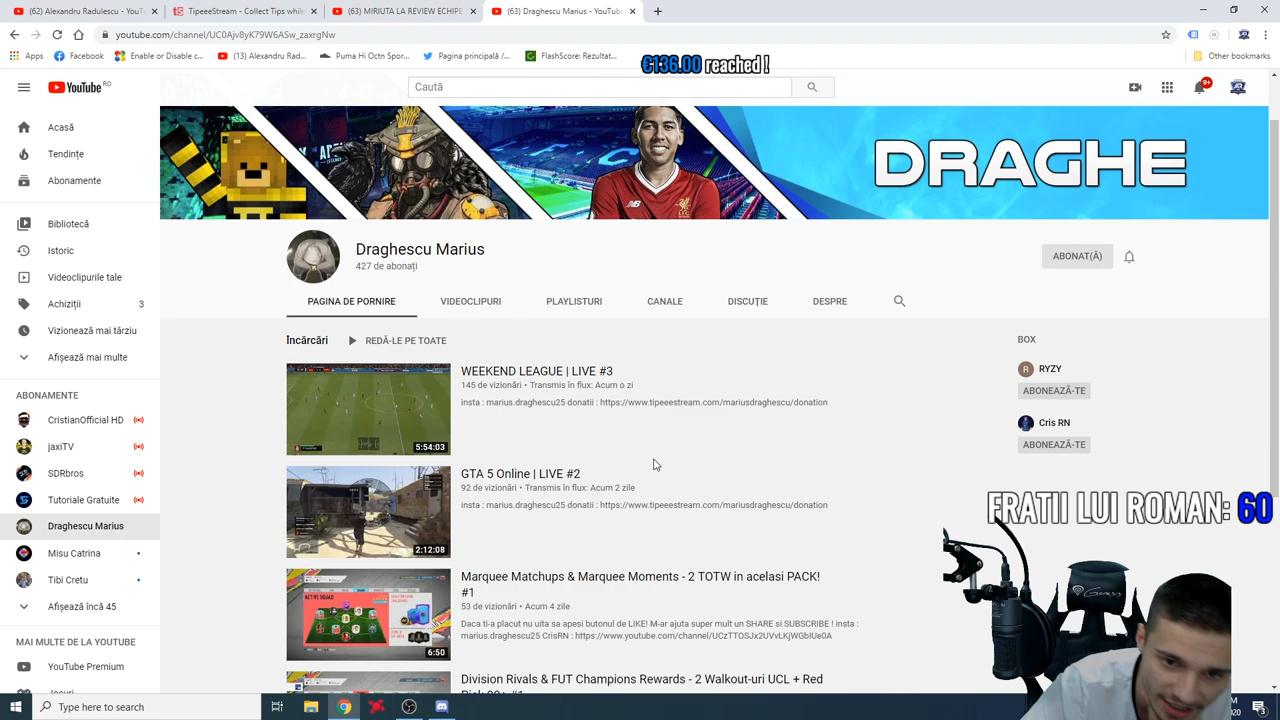 (62) Alexandru Radulescu - YouT
TipeeeStream - Collect Tips while
(63) MIRIUTA LA REVIEW ECHIPE
(63) Draghescu Marius - YouTube
youtube.com/channel/UC0Ajv8yK79W6ASw_zaxrgNw
Apps
Facebook
Enable or Disable c...
(13) Alexandru Rad...
Puma Hi Octn Spor...
Pagina principală /...
FlashScore: Rezultat...
Other bookmarks
€136.00 reached !
YouTube RO
Caută
9+
DRAGHE
Acasă
Tendințe
Abonamente
Bibliotecă
Istoric
Videoclipurile tale
Achiziții 3
Vizionează mai târziu
Afișează mai multe
ABONAMENTE
CristianOfficial HD
jaxiTV
SDRbros
Tutoriale Gratuite
Draghescu Marius
Misu Catrina
Tibi Cretu
Afișează încă 45
MAI MULTE DE LA YOUTUBE
YouTube Premium
Draghescu Marius
427 de abonați
ABONAT(Ă)
PAGINA DE PORNIRE
VIDEOCLIPURI
PLAYLISTURI
CANALE
DISCUȚIE
DESPRE
Încărcări
REDĂ-LE PE TOATE
WEEKEND LEAGUE | LIVE #3
145 de vizionări • Transmis în flux: Acum o zi
insta : marius.draghescu25 donatii : https://www.tipeeestream.com/mariusdraghescu/donation
5:54:03
GTA 5 Online | LIVE #2
92 de vizionări • Transmis în flux: Acum 2 zile
insta : marius.draghescu25 donatii : https://www.tipeeestream.com/mariusdraghescu/donation
2:12:08
Marquee Matchups & Marquee Moments - 2 TOTW in acelasi PACK!
#1
53 de vizionări • Acum 4 zile
Daca ti-a placut nu uita sa apesi butonul de LIKE! M-ar ajuta super mult un SHARE si SUBSCRIBE ! insta :
marius.draghescu25 CrisRN : https://www.youtube.com/channel/UCzTTOSJx2UVvLKjWGbIUe0A
6:50
Division Rivals & FUT Champions Rewards - 2 Walkout-uri UCL + Red
BOX
R
RYZY
ABONEAZĂ-TE
Cris RN
ABONEAZĂ-TE
FRATII LUI ROMAN: 60
Type here to search
3